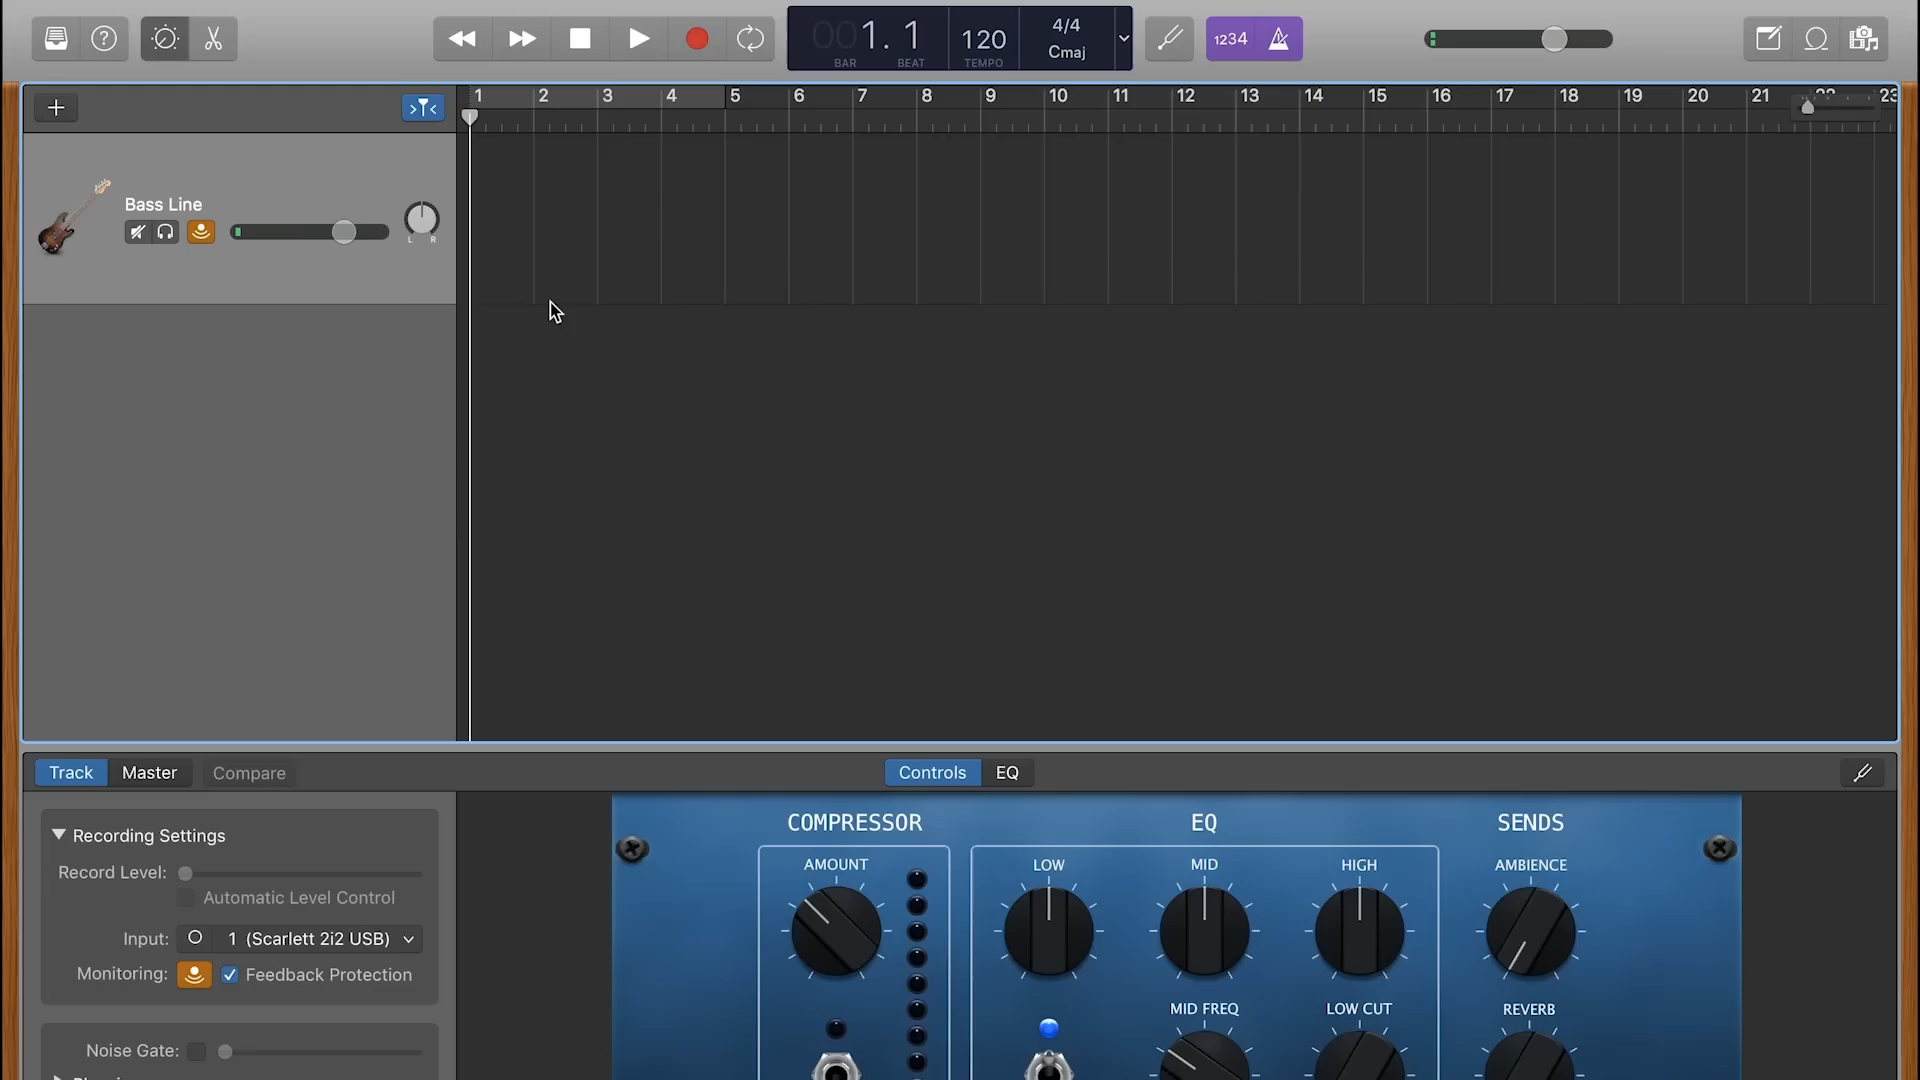 001. 1
BAR
BEAT
120
TEMPO
4/4
Cmaj
1234
1 2 3 4 5 6 7 8 9 10 11 12 13 14 15 16 17 18 19 20 21 22 23
Bass Line
L R
Track
Master
Compare
Controls
EQ
Recording Settings
Record Level:
Automatic Level Control
Input: 1 (Scarlett 2i2 USB)
Monitoring: Feedback Protection
Noise Gate:
COMPRESSOR
AMOUNT
EQ
LOW
MID
HIGH
MID FREQ
LOW CUT
SENDS
AMBIENCE
REVERB